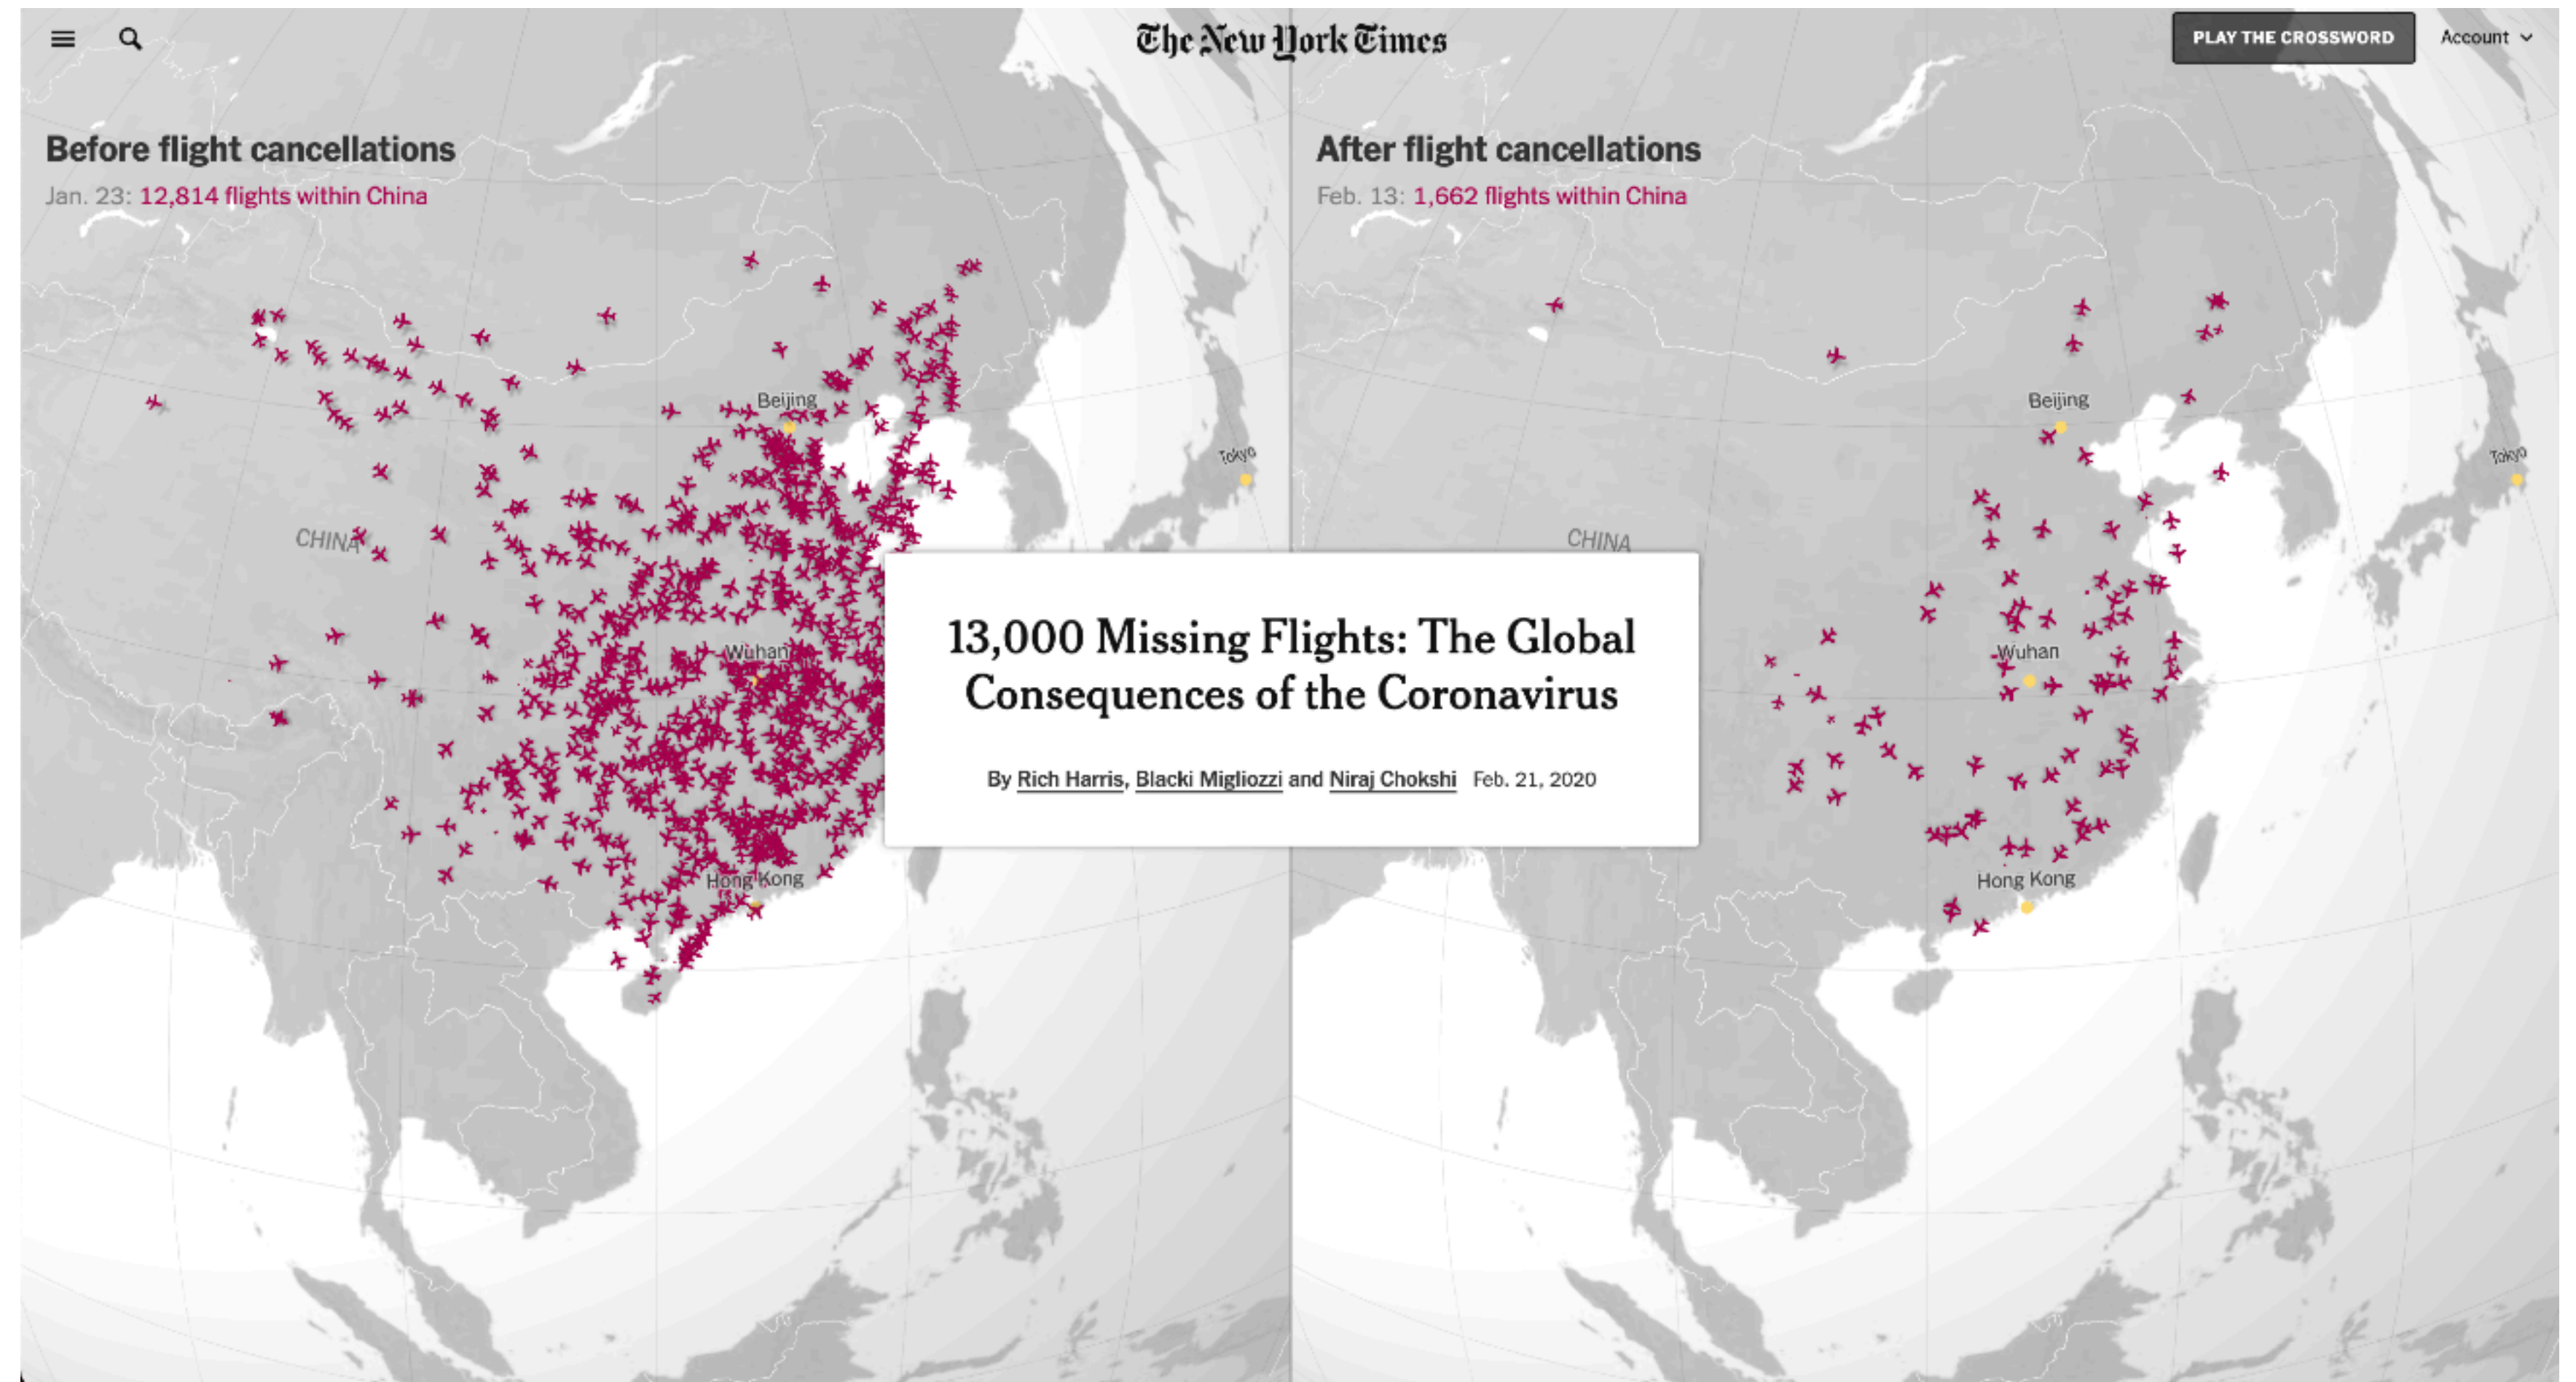 The New York Times
PLAY THE CROSSWORD
Account
Before flight cancellations
Jan. 23: 12,814 flights within China
Beijing
Tokyo
CHINA
Wuhan
Hong Kong
After flight cancellations
Feb. 13: 1,662 flights within China
Beijing
Tokyo
CHINA
Wuhan
Hong Kong
13,000 Missing Flights: The Global
Consequences of the Coronavirus
By Rich Harris, Blacki Migliozzi and Niraj Chokshi Feb. 21, 2020